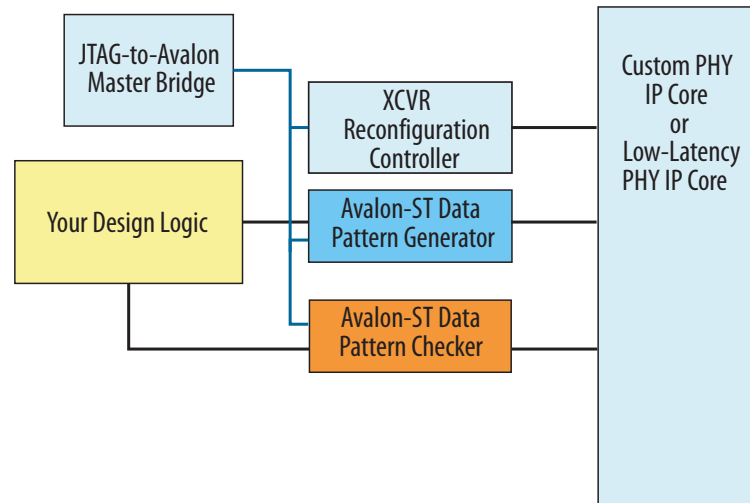 JTAG-to-Avalon
Master Bridge
XCVR
Reconfiguration
Controller
Custom PHY
IP Core
or
Low-Latency
PHY IP Core
Your Design Logic
Avalon-ST Data
Pattern Generator
Avalon-ST Data
Pattern Checker